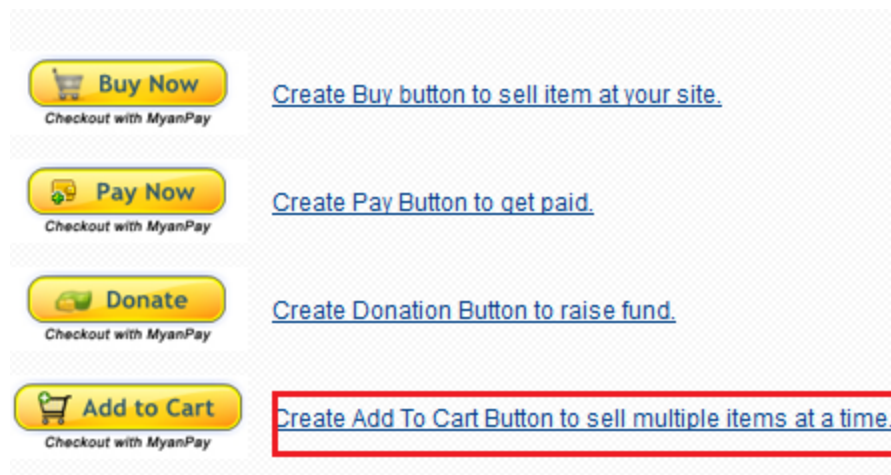 Buy Now
Checkout with MyanPay
Create Buy button to sell item at your site.
Pay Now
Checkout with MyanPay
Create Pay Button to get paid.
Donate
Checkout with MyanPay
Create Donation Button to raise fund.
Add to Cart
Checkout with MyanPay
Create Add To Cart Button to sell multiple items at a time.